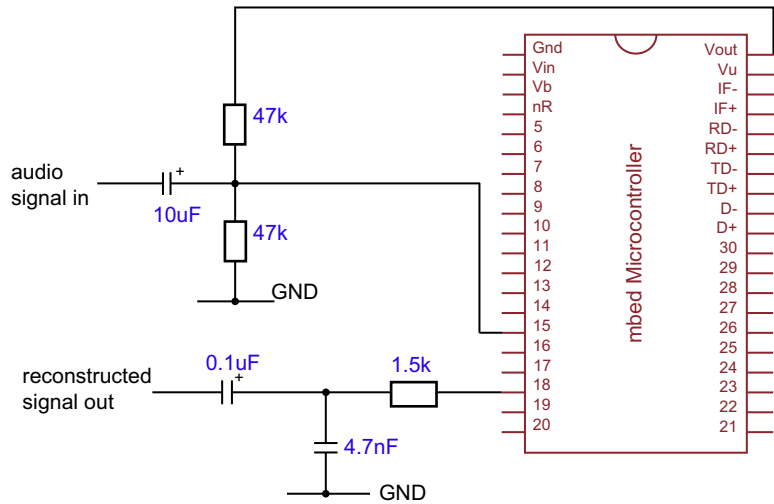 47k
audio
signal in
+
10uF
47k
GND
reconstructed
signal out
0.1uF
+
1.5k
4.7nF
GND
mbed Microcontroller
Gnd
Vin
Vb
nR
5
6
7
8
9
10
11
12
13
14
15
16
17
18
19
20
Vout
Vu
IF-
IF+
RD-
RD+
TD-
TD+
D-
D+
30
29
28
27
26
25
24
23
22
21